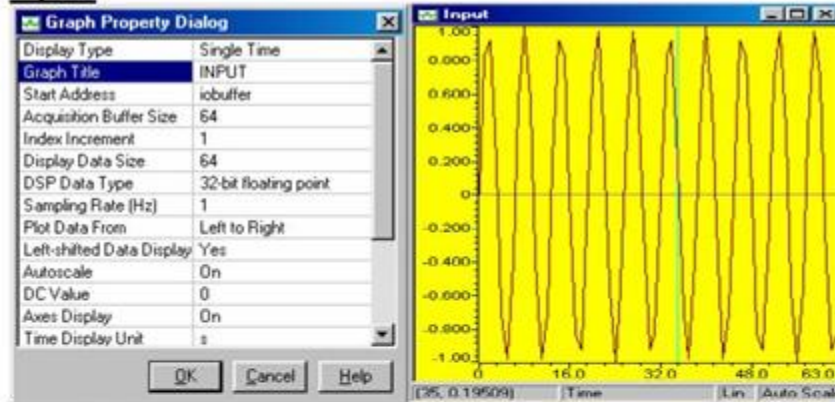 Graph Property Dialog
Display Type Single Time
Graph Title INPUT
Start Address iobuffer
Acquisition Buffer Size 64
Index Increment 1
Display Data Size 64
DSP Data Type 32-bit floating point
Sampling Rate (Hz) 1
Plot Data From Left to Right
Left-shifted Data Display Yes
Autoscale On
DC Value 0
Axes Display On
Time Display Unit s
OK Cancel Help
Input
1.00
0.600
0.400
0.200
0
-0.200
-0.400
-0.600
-0.800
-1.00
0 16.0 32.0 48.0 63.0
(35, 0.19509) Time Lin Auto Scal